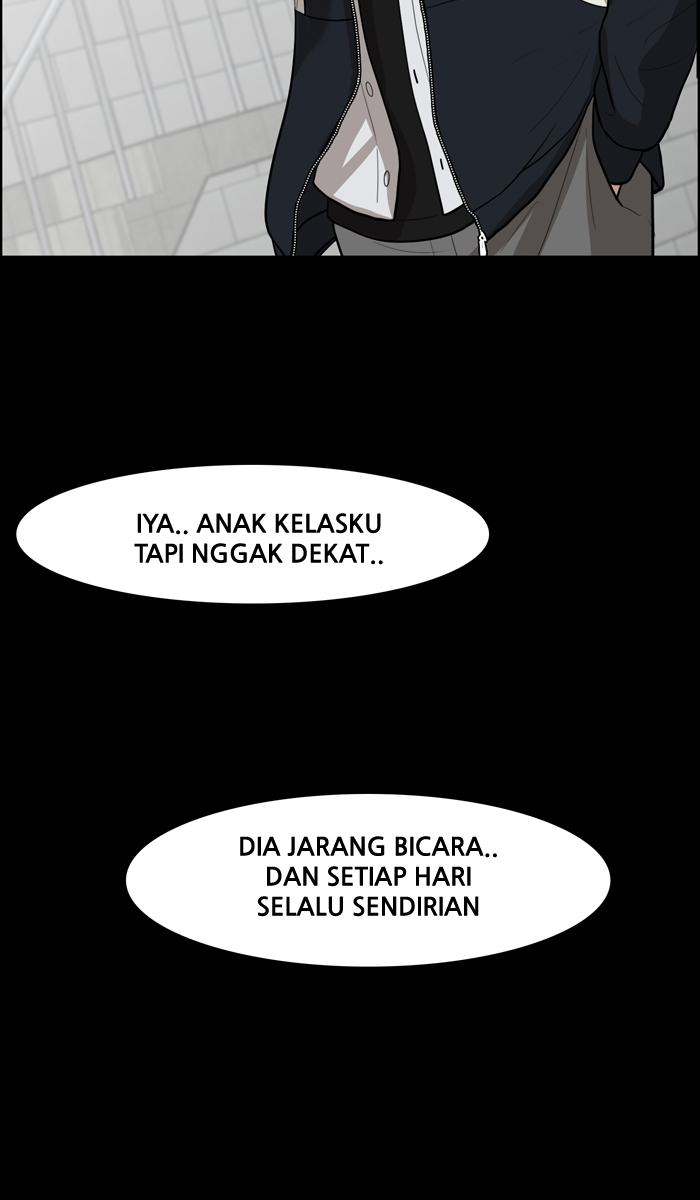 IYA.. ANAK KELASKU
TAPI NGGAK DEKAT..
DIA JARANG BICARA..
DAN SETIAP HARI
SELALU SENDIRIAN